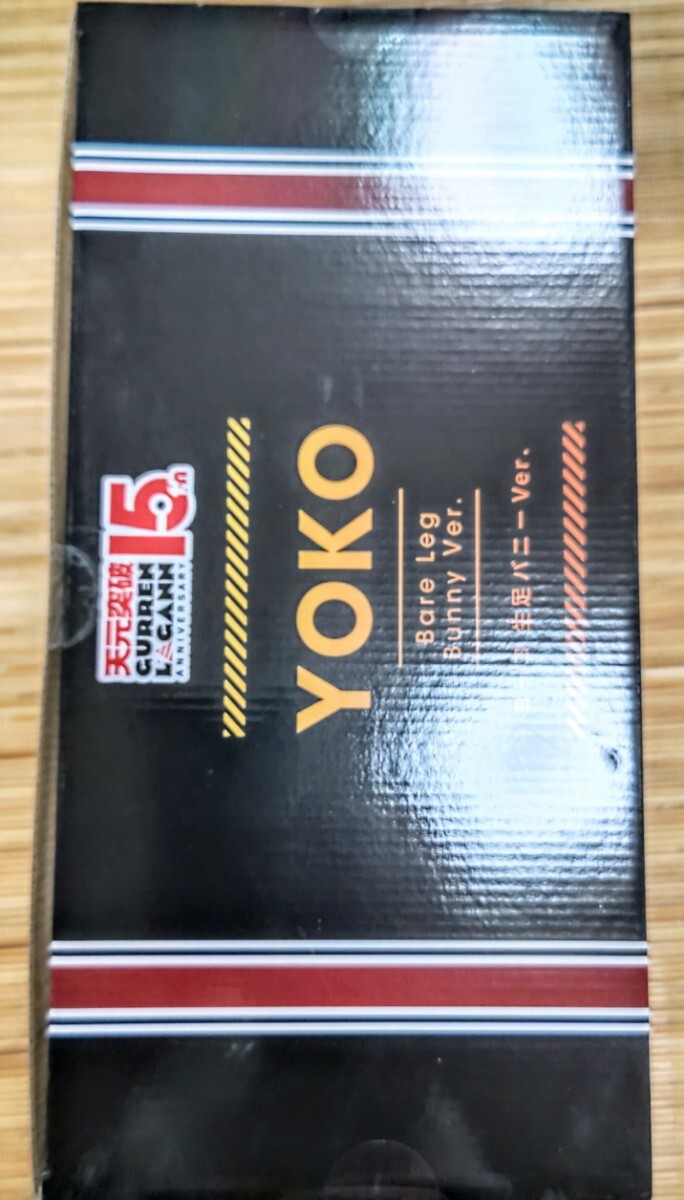 天元突破
GURREN
LAGANN
ANNIVERSARY
15th
YOKO
Bare Leg
Bunny Ver.
生足バニーVer.